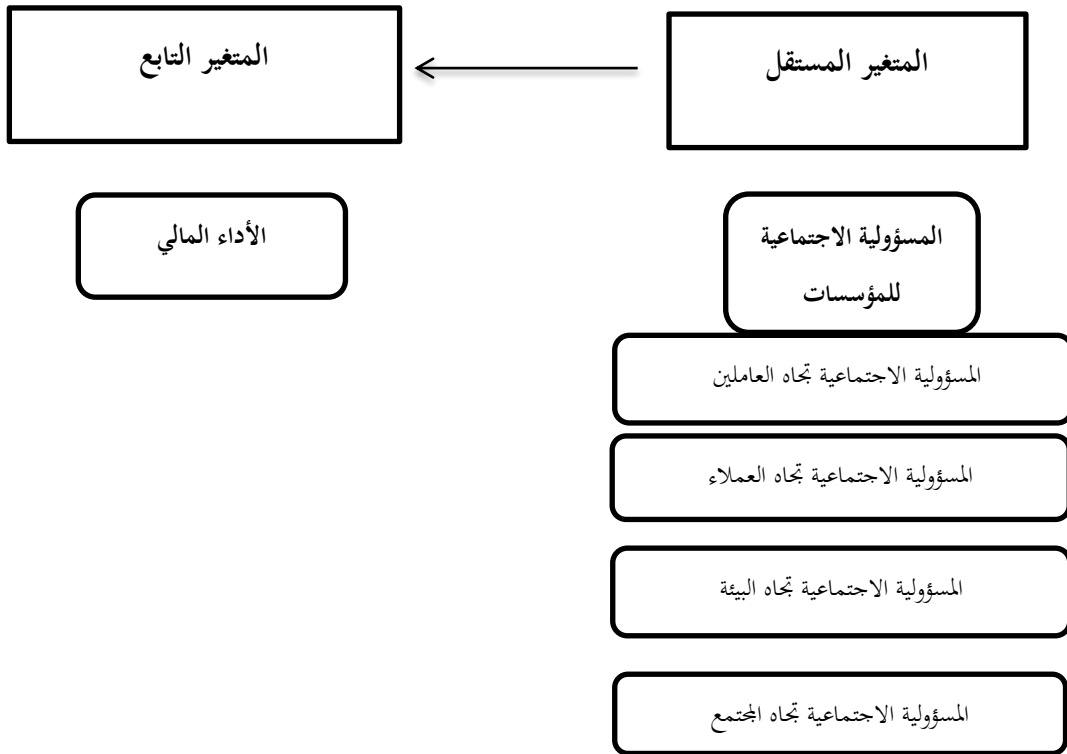 المتغير المستقل
المتغير التابع
المسؤولية الاجتماعية
للمؤسسات
الأداء المالي
المسؤولية الاجتماعية تجاه العاملين
المسؤولية الاجتماعية تجاه العملاء
المسؤولية الاجتماعية تجاه البيئة
المسؤولية الاجتماعية تجاه المجتمع